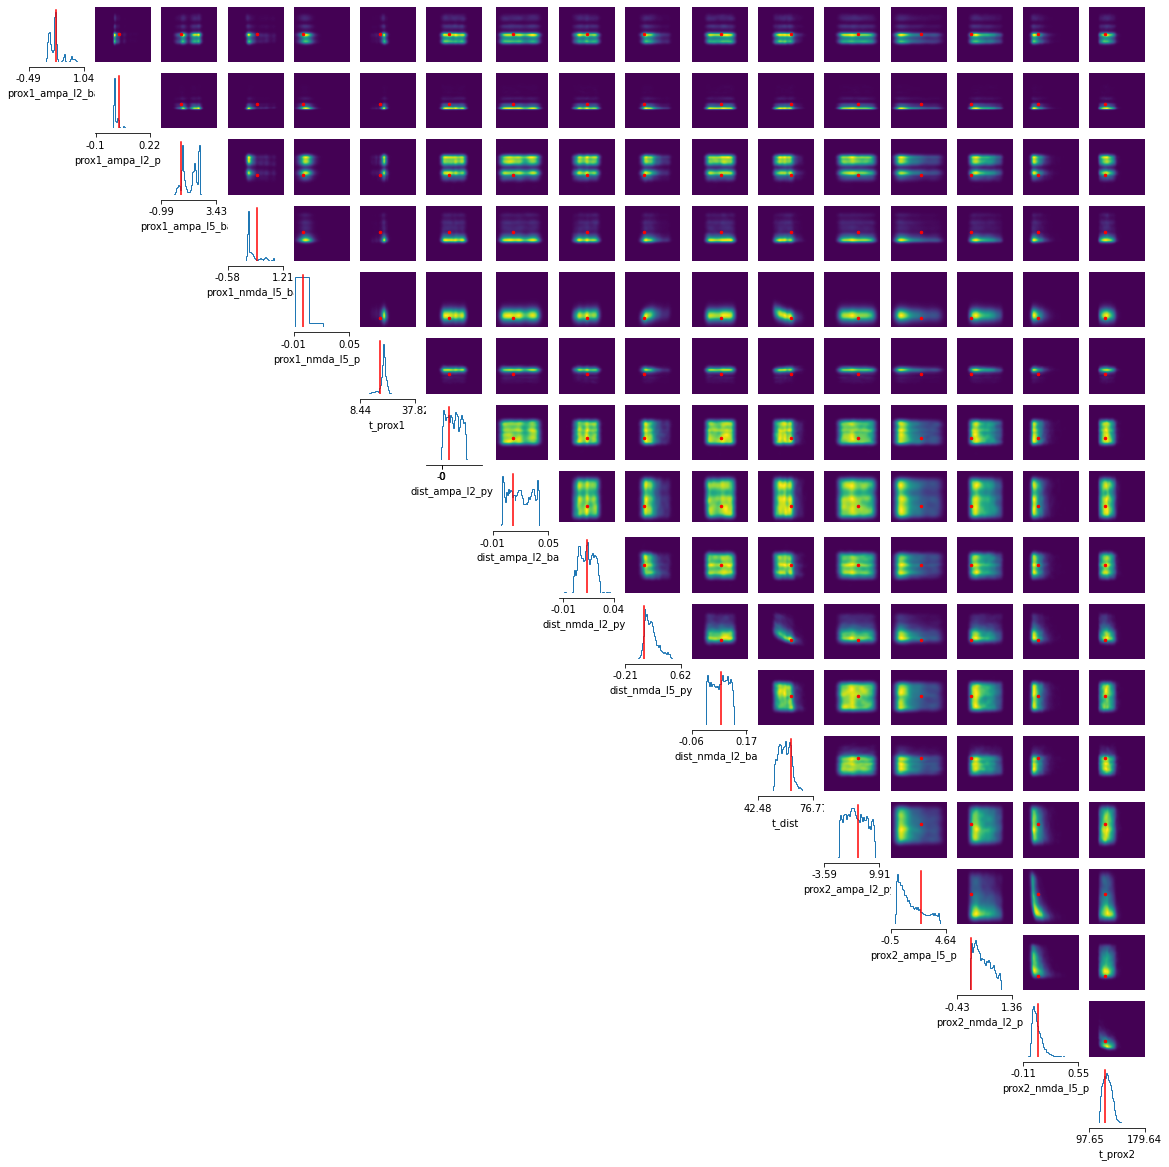 -0.49 1.04
prox1_ampa_l2_ba
-0.1 0.22
prox1_ampa_l2_p
-0.99 3.43
prox1_ampa_l5_ba
-0.58 1.21
prox1_nmda_l5_b
-0.01 0.05
prox1_nmda_l5_p
8.44 37.82
t_prox1
-0
dist_ampa_l2_py
-0.01 0.05
dist_ampa_l2_ba
-0.01 0.04
dist_nmda_l2_py
-0.21 0.62
dist_nmda_l5_py
-0.06 0.17
dist_nmda_l2_ba
42.48 76.77
t_dist
-3.59 9.91
prox2_ampa_l2_py
-0.5 4.64
prox2_ampa_l5_p
-0.43 1.36
prox2_nmda_l2_p
-0.11 0.55
prox2_nmda_l5_p
97.65 179.64
t_prox2